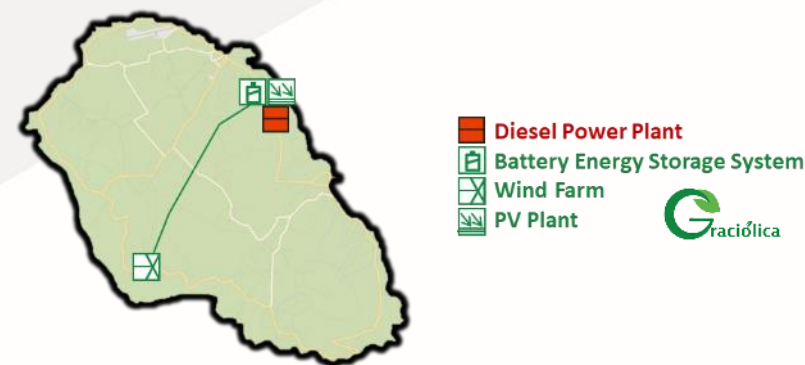 Diesel Power Plant
Battery Energy Storage System
Wind Farm
PV Plant
Graciólica